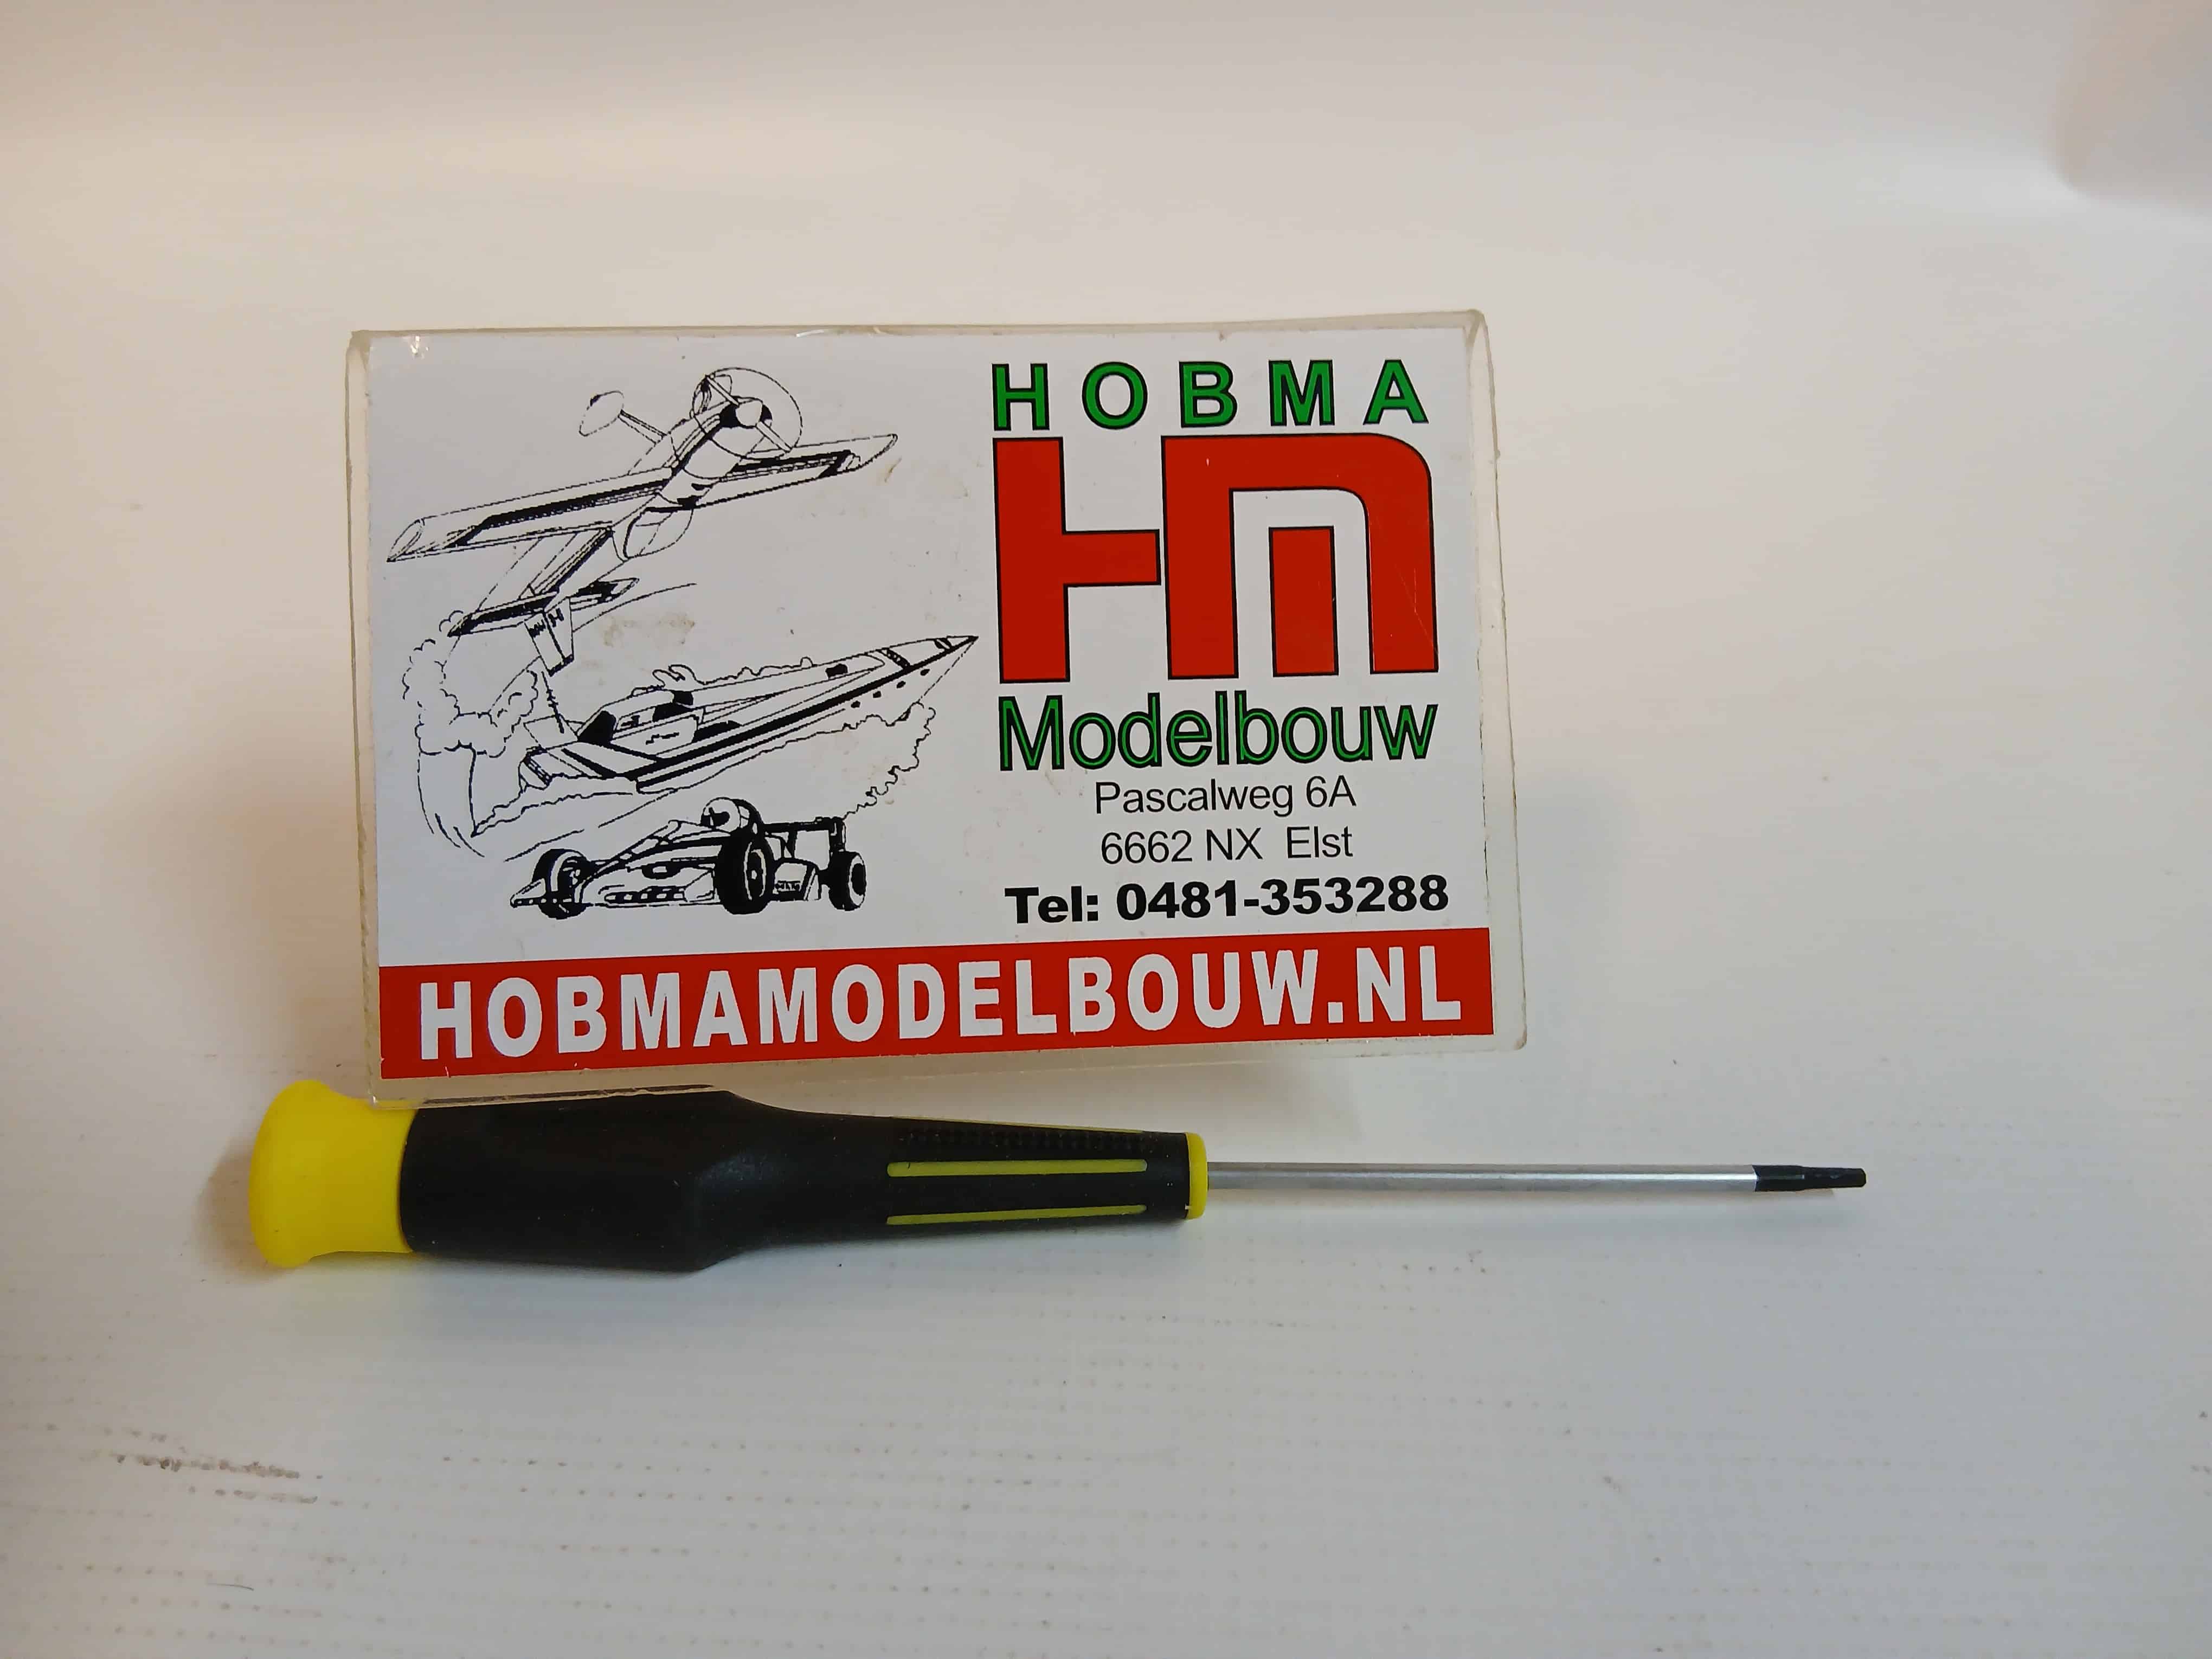 HOBMA
HM
Modelbouw
Pascalweg 6A
6662 NX Elst
Tel: 0481-353288
HOBMAMODELBOUW.NL